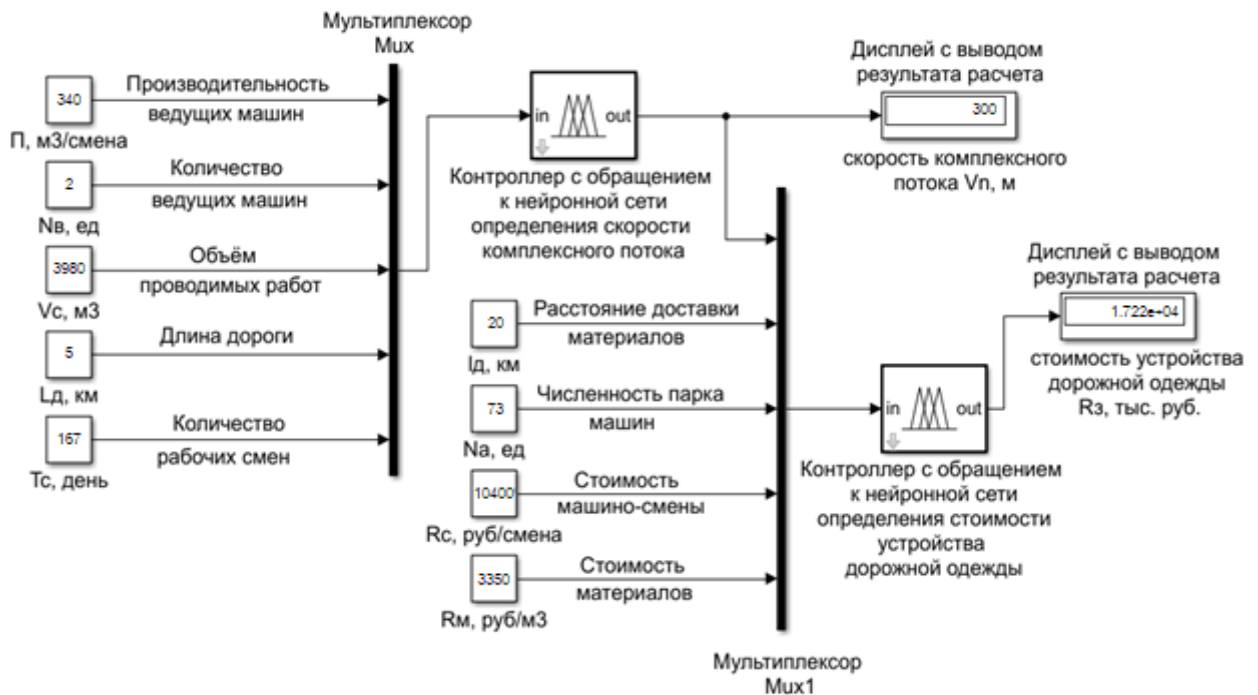 Мультиплексор
Mux
340
Производительность
ведущих машин
П, м3/смена
2
Количество
ведущих машин
Nв, ед
3980
Объём
проводимых работ
Vс, м3
5
Длина дороги
Lд, км
167
Количество
рабочих смен
Тс, день
in
out
Контроллер с обращением
к нейронной сети
определения скорости
комплексного потока
Дисплей с выводом
результата расчета
300
скорость комплексного
потока Vп, м
20
Расстояние доставки
материалов
lд, км
73
Численность парка
машин
Na, ед
10400
Стоимость
машино-смены
Rс, руб/смена
3350
Стоимость
материалов
Rм, руб/м3
Мультиплексор
Mux1
in
out
Контроллер с обращением
к нейронной сети
определения стоимости
устройства
дорожной одежды
Дисплей с выводом
результата расчета
1.722e+04
стоимость устройства
дорожной одежды
Rз, тыс. руб.